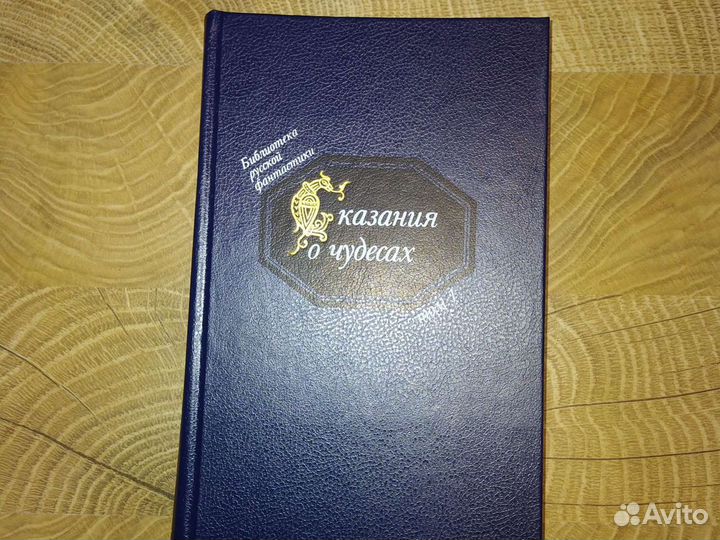 Библиотека
русской
фантастики
Сказания
о чудесах
том 1
Avito